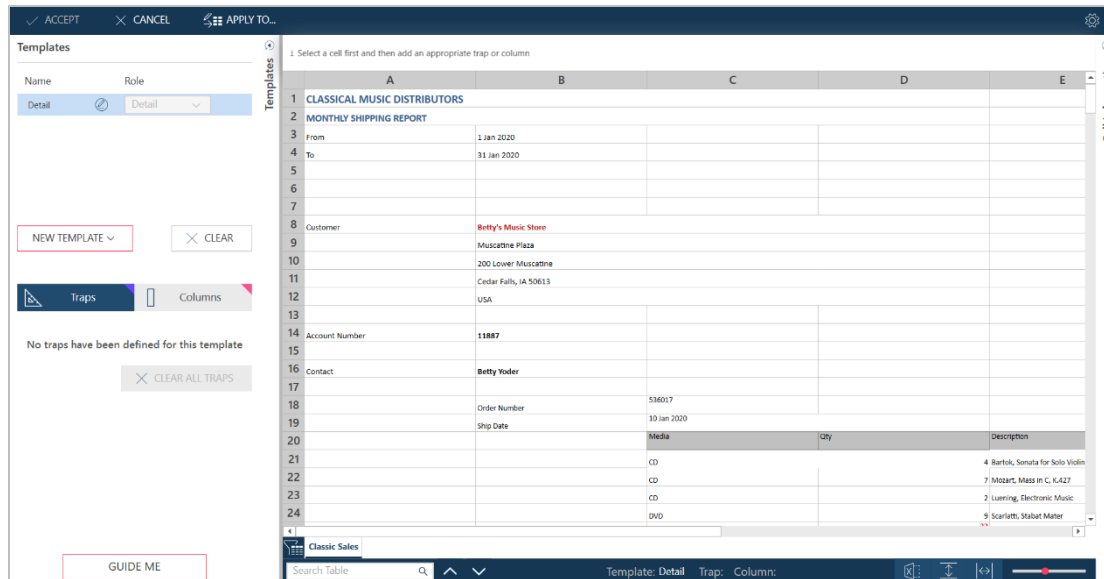 ACCEPT CANCEL APPLY TO...
Templates
Name Role
Detail Detail
NEW TEMPLATE CLEAR
Traps Columns
No traps have been defined for this template
CLEAR ALL TRAPS
GUIDE ME
Templates
Select a cell first and then add an appropriate trap or column
A B C D E
1 CLASSICAL MUSIC DISTRIBUTORS
2 MONTHLY SHIPPING REPORT
3 From 1 Jan 2020
4 To 31 Jan 2020
5
6
7
8 Customer Betty's Music Store
9 Muscatine Plaza
10 200 Lower Muscatine
11 Cedar Falls, IA 50613
12 USA
13
14 Account Number 11887
15
16 Contact Betty Yoder
17
18 Order Number 536017
19 Ship Date 10 Jan 2020
20 Media Qty Description
21 CD 4 Bartok, Sonata for Solo Violin
22 CD 7 Mozart, Mass in C, K.427
23 CD 2 Luening, Electronic Music
24 DVD 9 Scarlatti, Stabat Mater
Classic Sales
Search Table Template: Detail Trap: Column: